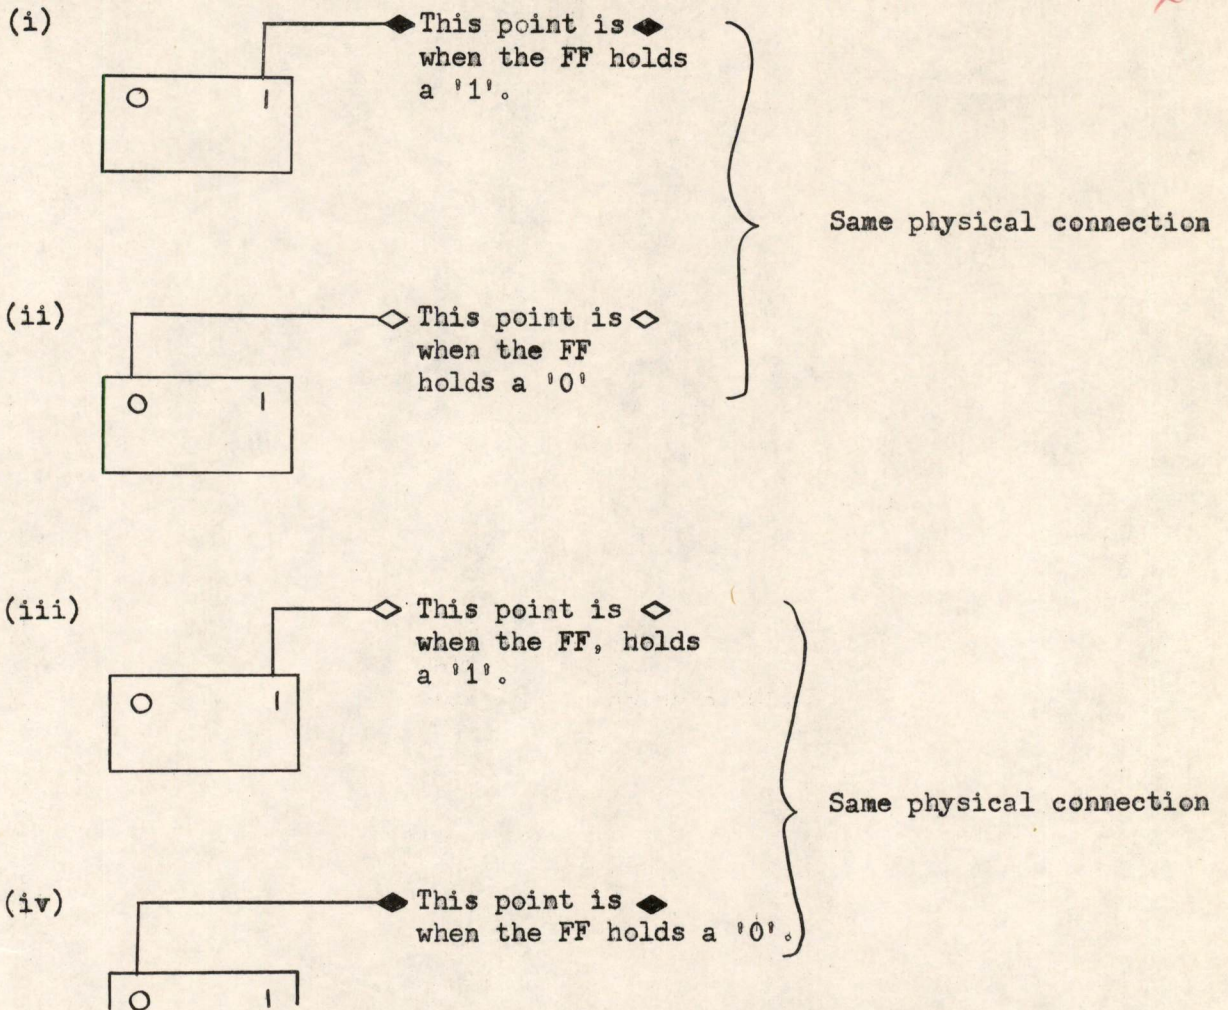 (i)
This point is ◆
when the FF holds
a '1'.
O 1
Same physical connection
(ii)
This point is ◇
when the FF
holds a '0'
O 1
(iii)
This point is ◇
when the FF, holds
a '1'.
O 1
Same physical connection
(iv)
This point is ◆
when the FF holds a '0'.
O 1